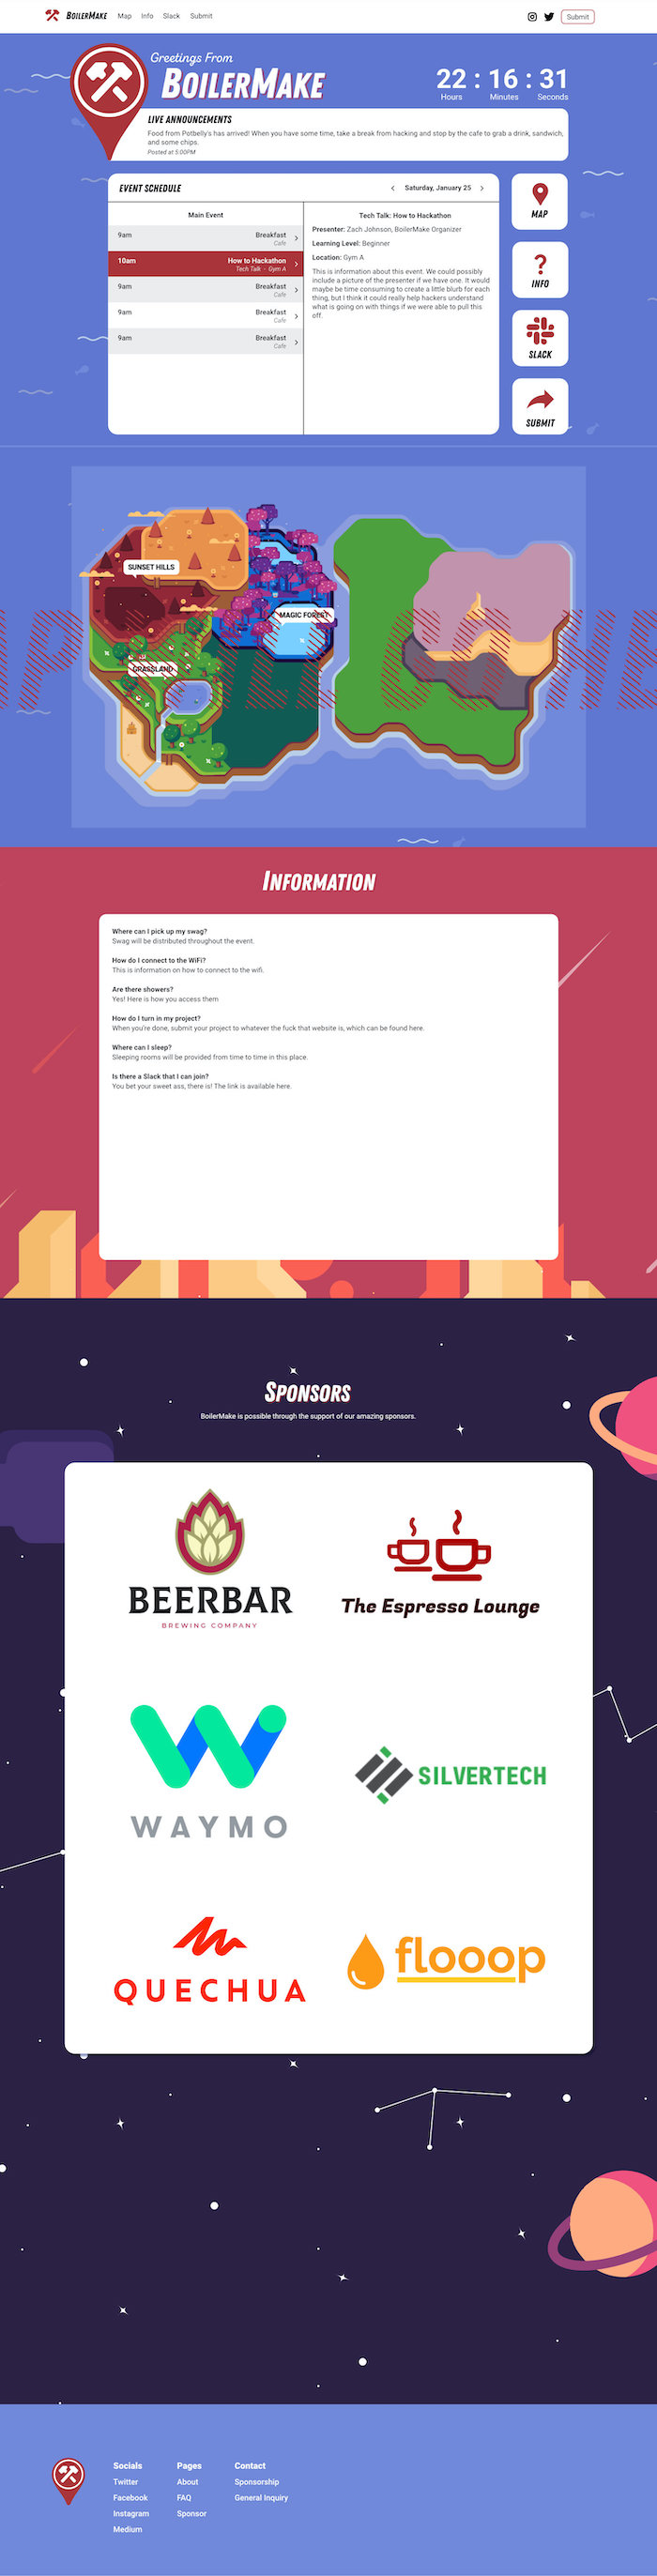 BoilerMake Map Info Slack Submit Submit
Greetings From
BoilerMake
22 : 16 : 31
Hours Minutes Seconds
LIVE ANNOUNCEMENTS
Food from Potbelly's has arrived! When you have some time, take a break from hacking and stop by the cafe to grab a drink, sandwich,
and some chips.
Posted at 5:00PM
EVENT SCHEDULE
Saturday, January 25
Main Event
9am Breakfast
Cafe
10am How to Hackathon
Tech Talk - Gym A
9am Breakfast
Cafe
9am Breakfast
Cafe
9am Breakfast
Cafe
Tech Talk: How to Hackathon
Presenter: Zach Johnson, BoilerMake Organizer
Learning Level: Beginner
Location: Gym A
This is information about this event. We could possibly
include a picture of the presenter if we have one. It would
maybe be time consuming to create a little blurb for each
thing, but I think it could really help hackers understand
what is going on with things if we were able to pull this
off.
MAP
INFO
SLACK
SUBMIT
SUNSET HILLS
MAGIC FOREST
GRASSLAND
Information
Where can I pick up my swag?
Swag will be distributed throughout the event.
How do I connect to the WiFi?
This is information on how to connect to the wifi.
Are there showers?
Yes! Here is how you access them
How do I turn in my project?
When you're done, submit your project to whatever the fuck that website is, which can be found here.
Where can I sleep?
Sleeping rooms will be provided from time to time in this place.
Is there a Slack that I can join?
You bet your sweet ass, there is! The link is available here.
Sponsors
BoilerMake is possible through the support of our amazing sponsors.
BEERBAR
BREWING COMPANY
The Espresso Lounge
WAYMO
SILVERTECH
QUECHUA
flooop
Socials Pages Contact
Twitter About Sponsorship
Facebook FAQ General Inquiry
Instagram Sponsor
Medium